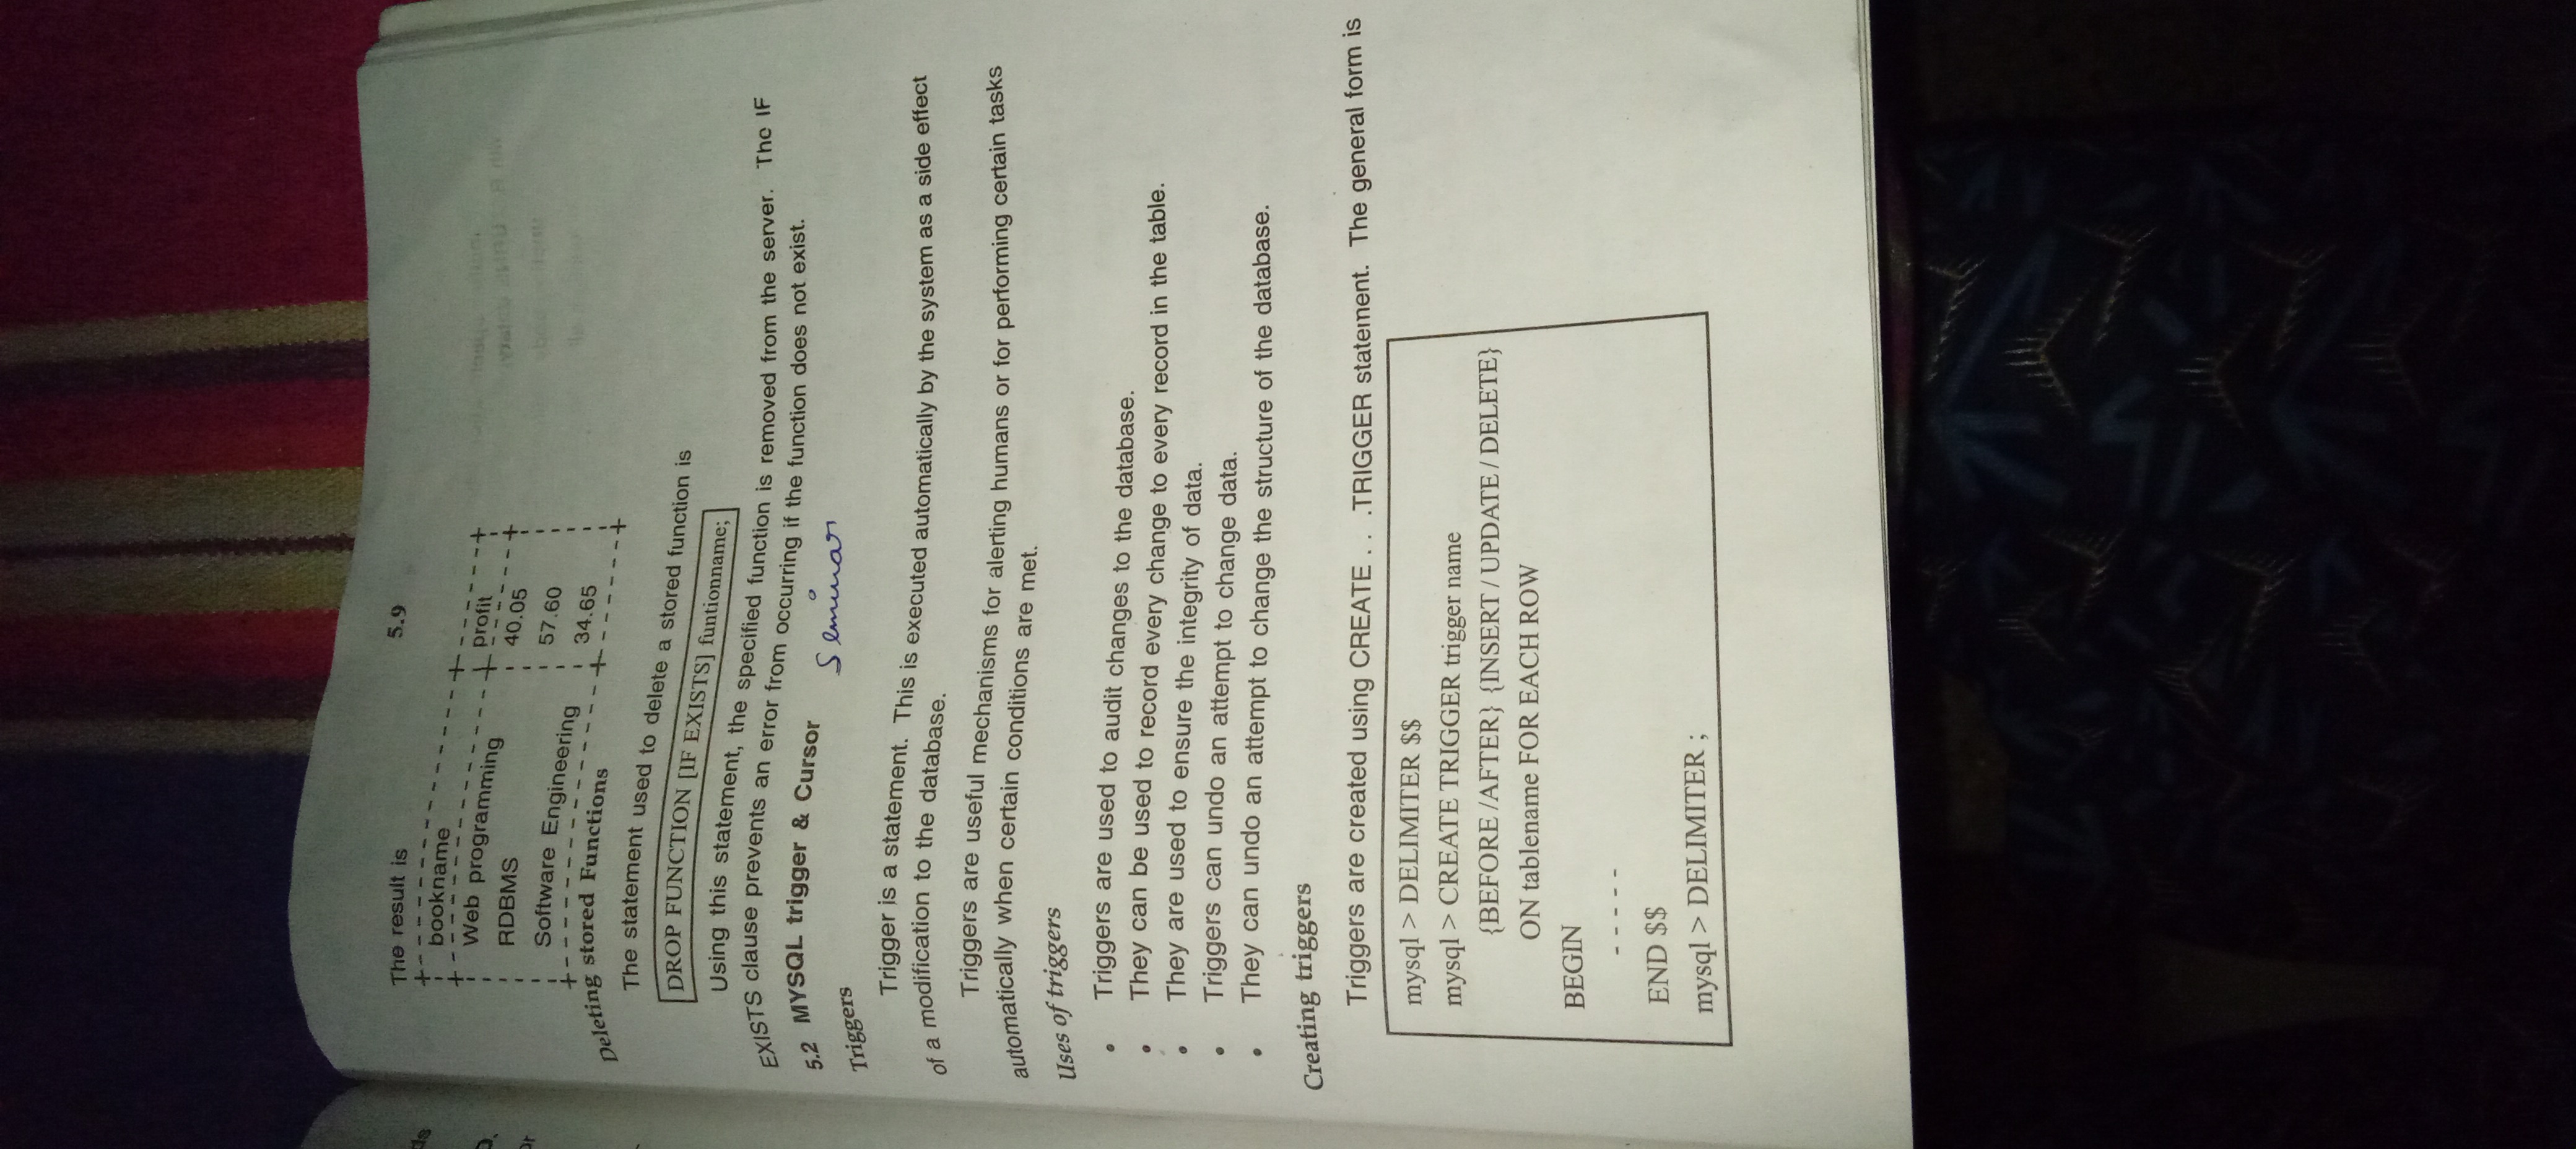 The result is 5.9
bookname profit
Web programming 40.05
RDBMS 57.60
Software Engineering 34.65
Deleting stored Functions
The statement used to delete a stored function is
DROP FUNCTION [IF EXISTS] funtionname;
Using this statement, the specified function is removed from the server. The IF
EXISTS clause prevents an error from occurring if the function does not exist.
5.2 MYSQL trigger & Cursor
Seminar
Triggers
Trigger is a statement. This is executed automatically by the system as a side effect
of a modification to the database.
Triggers are useful mechanisms for alerting humans or for performing certain tasks
automatically when certain conditions are met.
Uses of triggers
• Triggers are used to audit changes to the database.
• They can be used to record every change to every record in the table.
• They are used to ensure the integrity of data.
• Triggers can undo an attempt to change data.
• They can undo an attempt to change the structure of the database.
Creating triggers
Triggers are created using CREATE . . .TRIGGER statement. The general form is
mysql > DELIMITER $$
mysql > CREATE TRIGGER trigger name
{BEFORE /AFTER} {INSERT / UPDATE / DELETE}
ON tablename FOR EACH ROW
BEGIN
- - - - -
END $$
mysql > DELIMITER ;